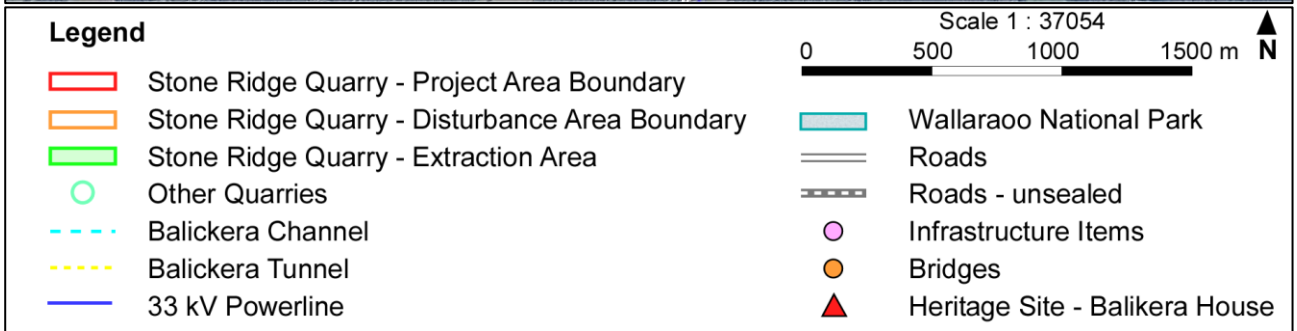 Legend
Stone Ridge Quarry - Project Area Boundary
Stone Ridge Quarry - Disturbance Area Boundary
Stone Ridge Quarry - Extraction Area
Other Quarries
Balickera Channel
Balickera Tunnel
33 kV Powerline
Scale 1 : 37054
0 500 1000 1500 m N
Wallaraoo National Park
Roads
Roads - unsealed
Infrastructure Items
Bridges
Heritage Site - Balikera House